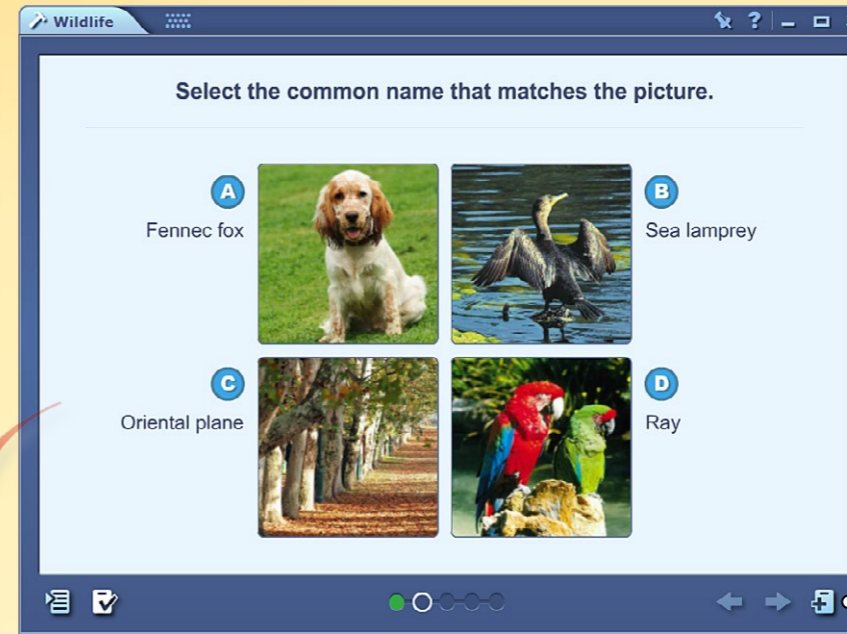 Wildlife
?
Select the common name that matches the picture.
A
Fennec fox
B
Sea lamprey
C
Oriental plane
D
Ray